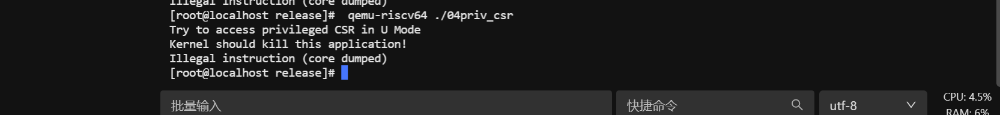 Illegal instruction (core dumped)
[root@localhost release]#  qemu-riscv64 ./04priv_csr
Try to access privileged CSR in U Mode
Kernel should kill this application!
Illegal instruction (core dumped)
[root@localhost release]#
批量输入
快捷命令
utf-8
CPU: 4.5%
RAM: 6%